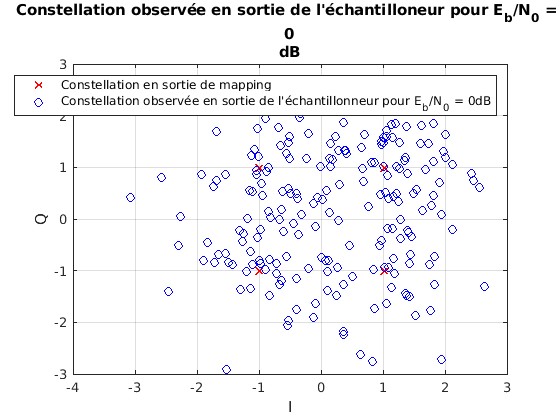 Constellation observée en sortie de l'échantilloneur pour E_b/N_0 =
0
dB
3
Constellation en sortie de mapping
Constellation observée en sortie de l'échantillonneur pour E_b/N_0 = 0dB
2
1
0
-1
-2
-3
Q
-4 -3 -2 -1 0 1 2 3
I